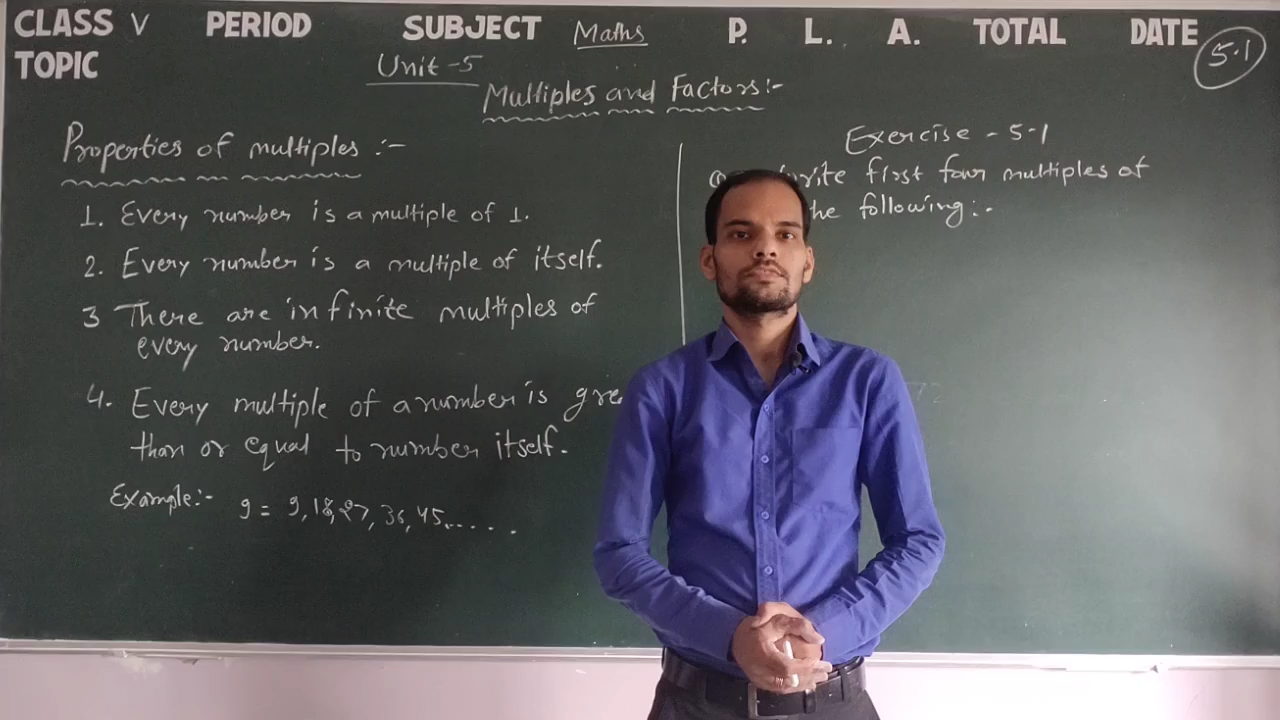 CLASS V PERIOD SUBJECT Maths P. L. A. TOTAL DATE
5.1
TOPIC
Unit-5
Multiples and Factors:-
Properties of multiples :-
1. Every number is a multiple of 1.
2. Every number is a multiple of itself.
3 There are infinite multiples of
every number.
4. Every multiple of a number is gre
than or equal to number itself.
Example:- 9 = 9, 18, 27, 36, 45......
Exercise - 5.1
first four multiples of
following:-